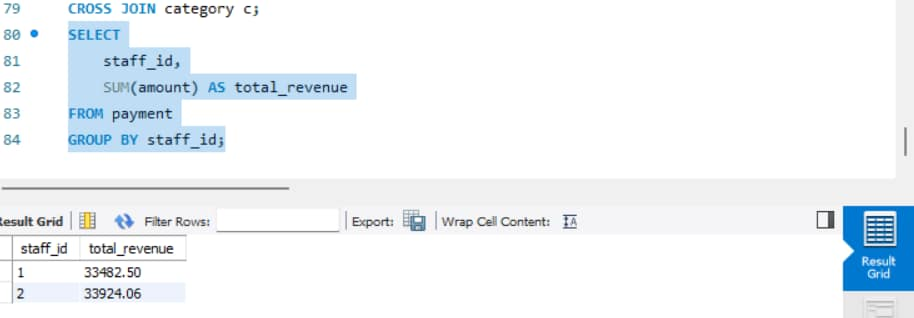 79 CROSS JOIN category c;
80 SELECT
81 staff_id,
82 SUM(amount) AS total_revenue
83 FROM payment
84 GROUP BY staff_id;
Result Grid Filter Rows: Export: Wrap Cell Content:
staff_id total_revenue
1 33482.50
2 33924.06
Result
Grid